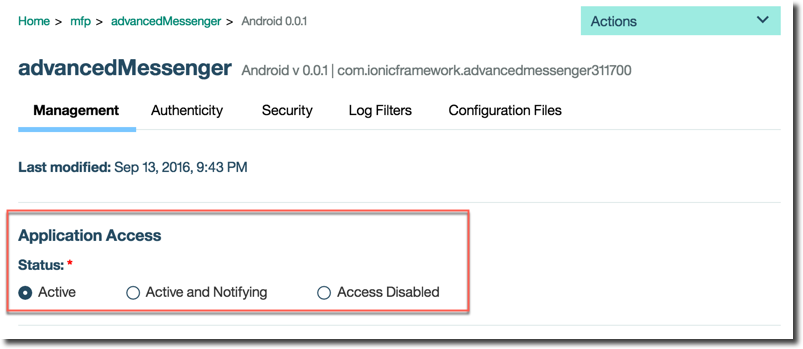 Home > mfp > advancedMessenger > Android 0.0.1
Actions
advancedMessenger Android v 0.0.1 | com.ionicframework.advancedmessenger311700
Management Authenticity Security Log Filters Configuration Files
Last modified: Sep 13, 2016, 9:43 PM
Application Access
Status: *
Active Active and Notifying Access Disabled